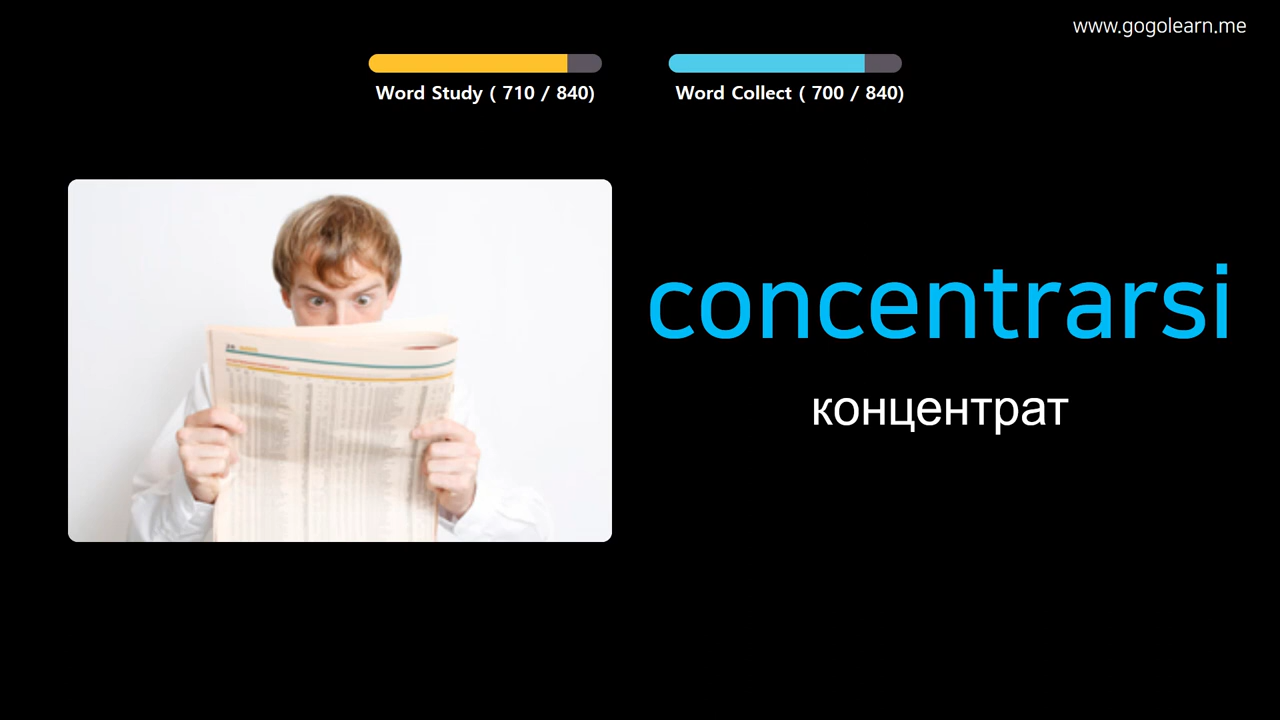 www.gogolearn.me
Word Study ( 710 / 840)
Word Collect ( 700 / 840)
concentrarsi
концентрат